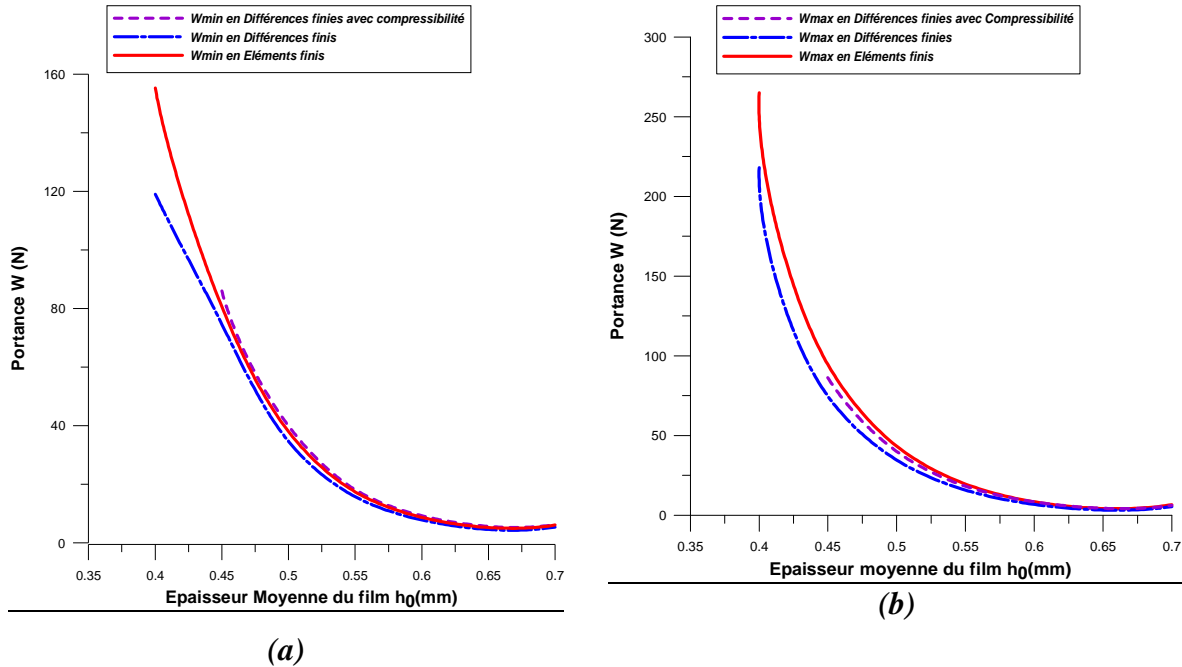 Wmin en Différences finies avec compressibilité
Wmin en Différences finis
Wmin en Eléments finis
160
120
80
40
0
Portance W (N)
0.35 0.4 0.45 0.5 0.55 0.6 0.65 0.7
Epaisseur Moyenne du film h0(mm)
(a)
Wmax en Différences finies avec Compressibilité
Wmax en Différences finies
Wmax en Eléments finis
300
250
200
150
100
50
0
Portance W (N)
0.35 0.4 0.45 0.5 0.55 0.6 0.65 0.7
Epaisseur moyenne du film h0(mm)
(b)